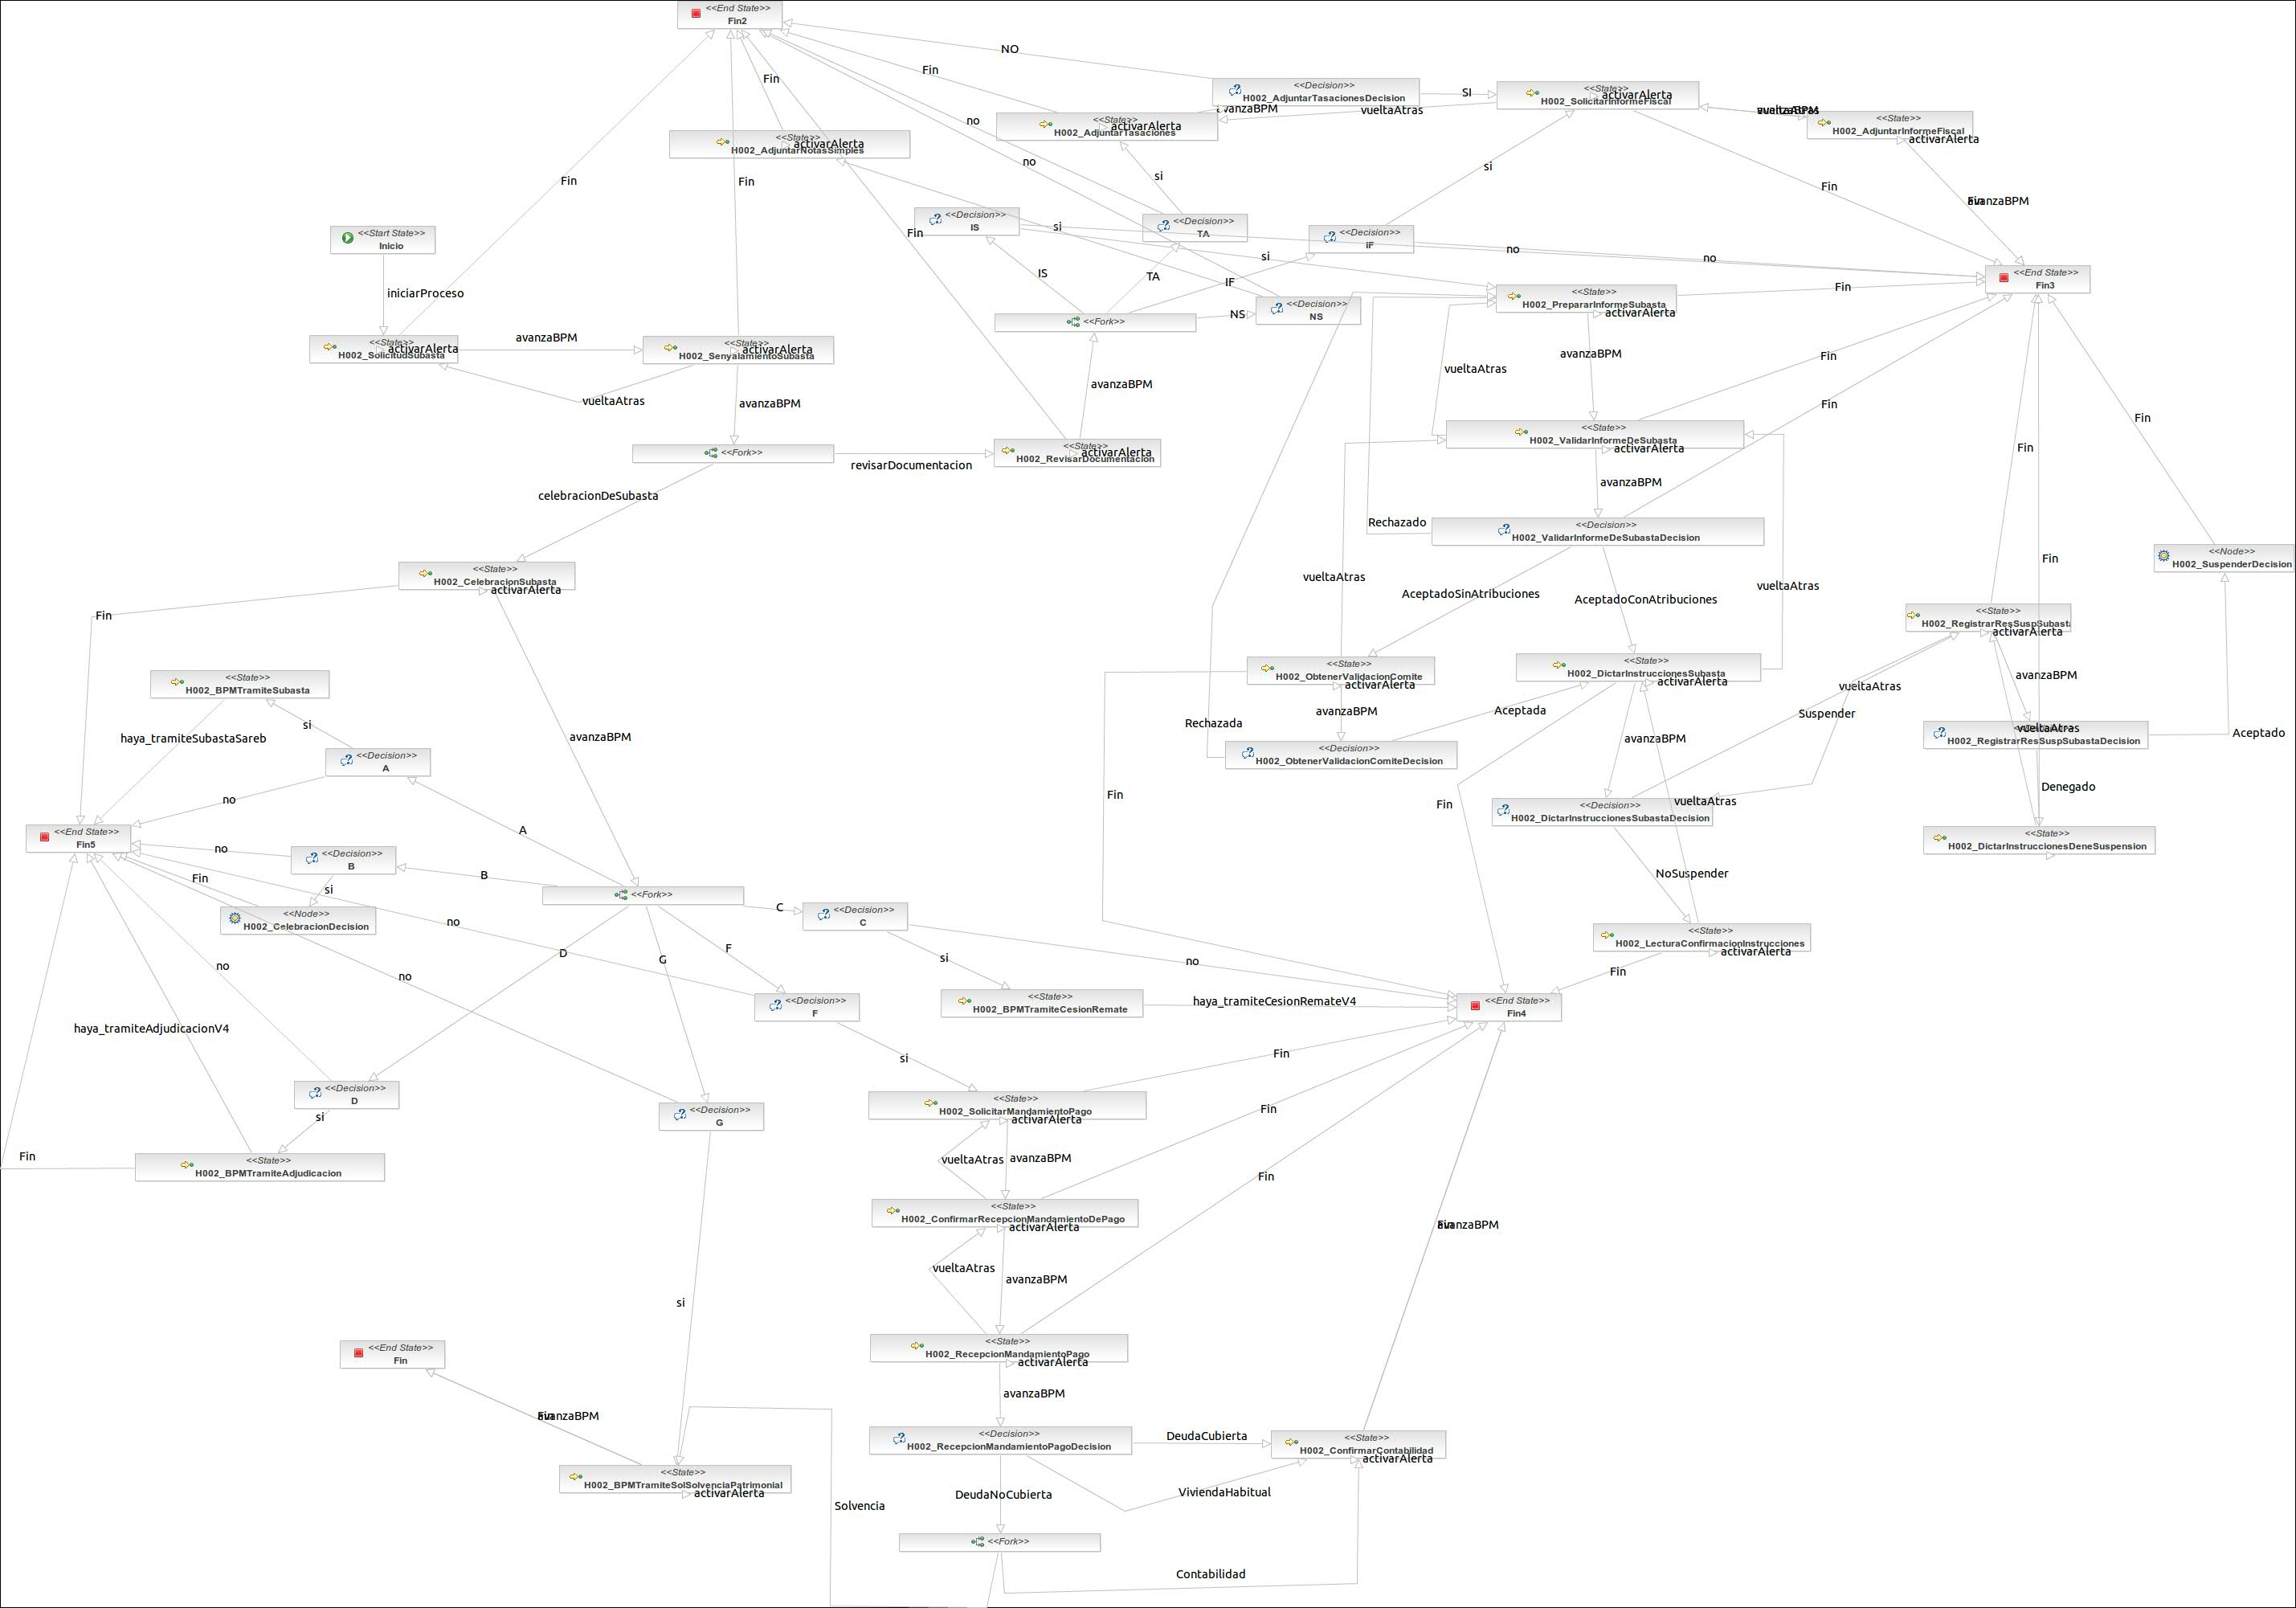 <<End State>>
Fin2
NO
Fin
Fin
<<Decision>>
H002_AdjuntarTasacionesDecision
SI
<<State>>
H002_SolicitarInformeFiscal
activarAlerta
avanzaBPM
vueltaAtras
<<State>>
H002_AdjuntarTasaciones
activarAlerta
no
vueltaAtras
avanzaBPM
<<State>>
H002_AdjuntarInformeFiscal
activarAlerta
<<State>>
H002_AdjuntarNotasSimples
activarAlerta
no
si
si
Fin
Fin
Fin
Fin
avanzaBPM
<<Start State>>
Inicio
<<Decision>>
IS
si
<<Decision>>
TA
<<Decision>>
iF
no
no
Fin
si
IS
TA
IF
<<End State>>
Fin3
iniciarProceso
<<Fork>>
NS
<<Decision>>
NS
<<State>>
H002_PrepararInformeSubasta
activarAlerta
Fin
<<State>>
H002_SolicitudSubasta
activarAlerta
avanzaBPM
<<State>>
H002_SenyalamientoSubasta
activarAlerta
vueltaAtras
avanzaBPM
avanzaBPM
vueltaAtras
avanzaBPM
Fin
Fin
Fin
<<Fork>>
revisarDocumentacion
<<State>>
H002_RevisarDocumentacion
activarAlerta
<<State>>
H002_ValidarInformeDeSubasta
activarAlerta
Fin
celebracionDeSubasta
avanzaBPM
Rechazado
<<Decision>>
H002_ValidarInformeDeSubastaDecision
<<Node>>
H002_SuspenderDecision
Fin
<<State>>
H002_CelebracionSubasta
activarAlerta
Fin
vueltaAtras
AceptadoSinAtribuciones
AceptadoConAtribuciones
vueltaAtras
<<State>>
H002_RegistrarResSuspSubasta
activarAlerta
<<State>>
H002_BPMTramiteSubasta
<<State>>
H002_ObtenerValidacionComite
activarAlerta
<<State>>
H002_DictarInstruccionesSubasta
activarAlerta
vueltaAtras
avanzaBPM
si
haya_tramiteSubastaSareb
avanzaBPM
Rechazada
avanzaBPM
Aceptada
avanzaBPM
Suspender
vueltaAtras
<<State>>
H002_RegistrarResSuspSubastaDecision
Aceptado
<<Decision>>
A
<<Decision>>
H002_ObtenerValidacionComiteDecision
no
Fin
Fin
vueltaAtras
Denegado
<<Decision>>
H002_DictarInstruccionesSubastaDecision
<<End State>>
Fin5
A
<<State>>
H002_DictarInstruccionesDeneSuspension
no
<<Decision>>
B
B
Fin
si
NoSuspender
<<Fork>>
C
<<Decision>>
C
<<Node>>
H002_CelebracionDecision
no
<<State>>
H002_LecturaConfirmacionInstrucciones
activarAlerta
D
G
F
si
no
Fin
no
no
<<Decision>>
F
<<State>>
H002_BPMTramiteCesionRemate
haya_tramiteCesionRemateV4
<<End State>>
Fin4
haya_tramiteAdjudicacionV4
si
Fin
<<Decision>>
D
<<State>>
H002_SolicitarMandamientoPago
activarAlerta
<<Decision>>
G
Fin
si
Fin
<<State>>
H002_BPMTramiteAdjudicacion
vueltaAtras
avanzaBPM
Fin
<<State>>
H002_ConfirmarRecepcionMandamientoDePago
activarAlerta
Fin
avanzaBPM
vueltaAtras
avanzaBPM
si
<<State>>
H002_RecepcionMandamientoPago
activarAlerta
<<End State>>
Fin
avanzaBPM
Fin
avanzaBPM
<<Decision>>
H002_RecepcionMandamientoPagoDecision
DeudaCubierta
<<State>>
H002_ConfirmarContabilidad
activarAlerta
<<State>>
H002_BPMTramiteSolSolvenciaPatrimonial
activarAlerta
Solvencia
DeudaNoCubierta
ViviendaHabitual
<<Fork>>
Contabilidad